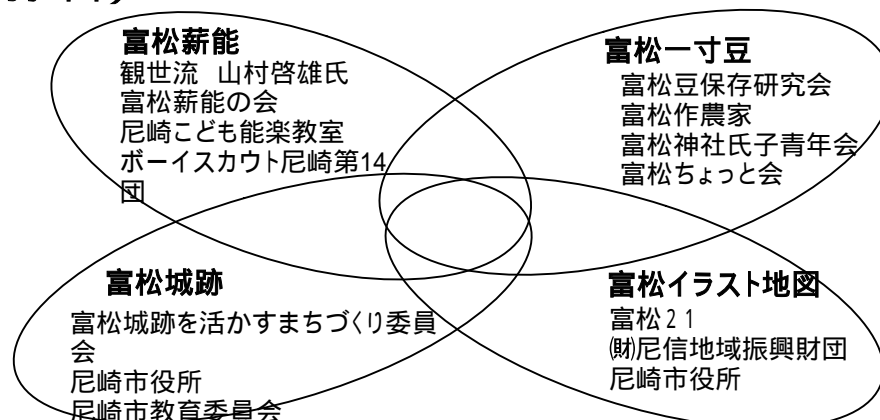 富松薪能
観世流 山村啓雄氏
富松薪能の会
尼崎こども能楽教室
ボーイスカウト尼崎第14
団
富松一寸豆
富松豆保存研究会
富松作農家
富松神社氏子青年会
富松ちょっと会
富松城跡
富松城跡を活かすまちづくり委員
会
尼崎市役所
尼崎市教育委員会
富松イラスト地図
富松21
㈶尼信地域振興財団
尼崎市役所